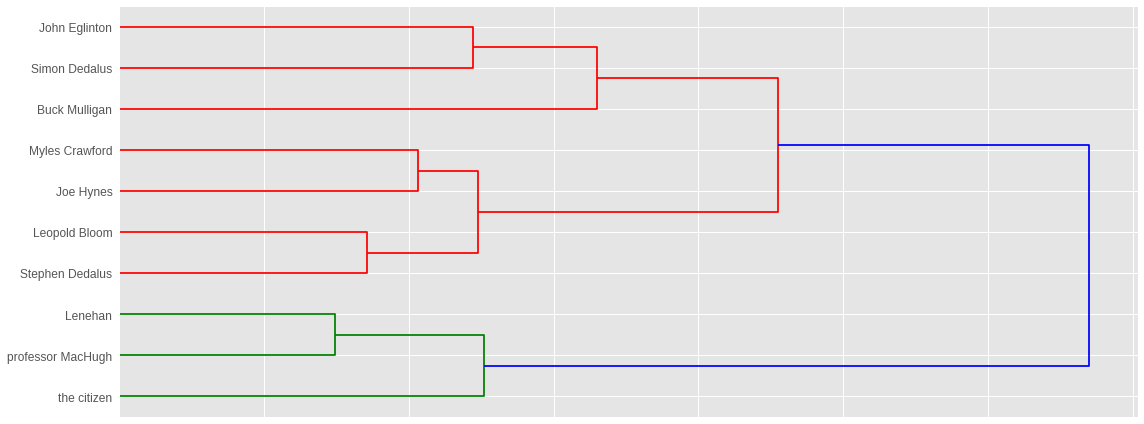 John Eglinton
Simon Dedalus
Buck Mulligan
Myles Crawford
Joe Hynes
Leopold Bloom
Stephen Dedalus
Lenehan
professor MacHugh
the citizen